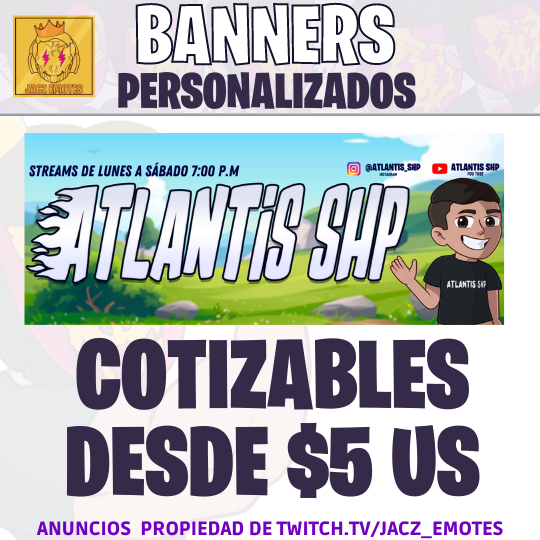 BANNERS
JACZ EMOTES
PERSONALIZADOS
STREAMS DE LUNES A SÁBADO 7:00 P.M
@ATLANTIS_SHP
INSTAGRAM
ATLANTIS SHP
YOU TUBE
ATLANTiS SHP
ATLANTIS SHP
COTIZABLES
DESDE $5 US
ANUNCIOS PROPIEDAD DE TWITCH.TV/JACZ_EMOTES